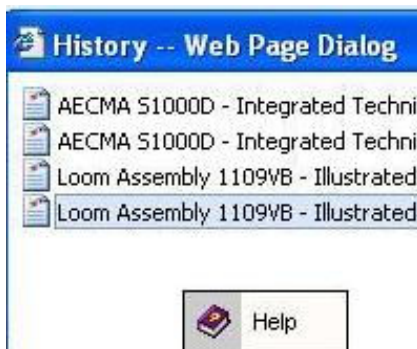 History -- Web Page Dialog
AECMA S1000D - Integrated Techni
AECMA S1000D - Integrated Techni
Loom Assembly 1109VB - Illustrated
Loom Assembly 1109VB - Illustrated
Help